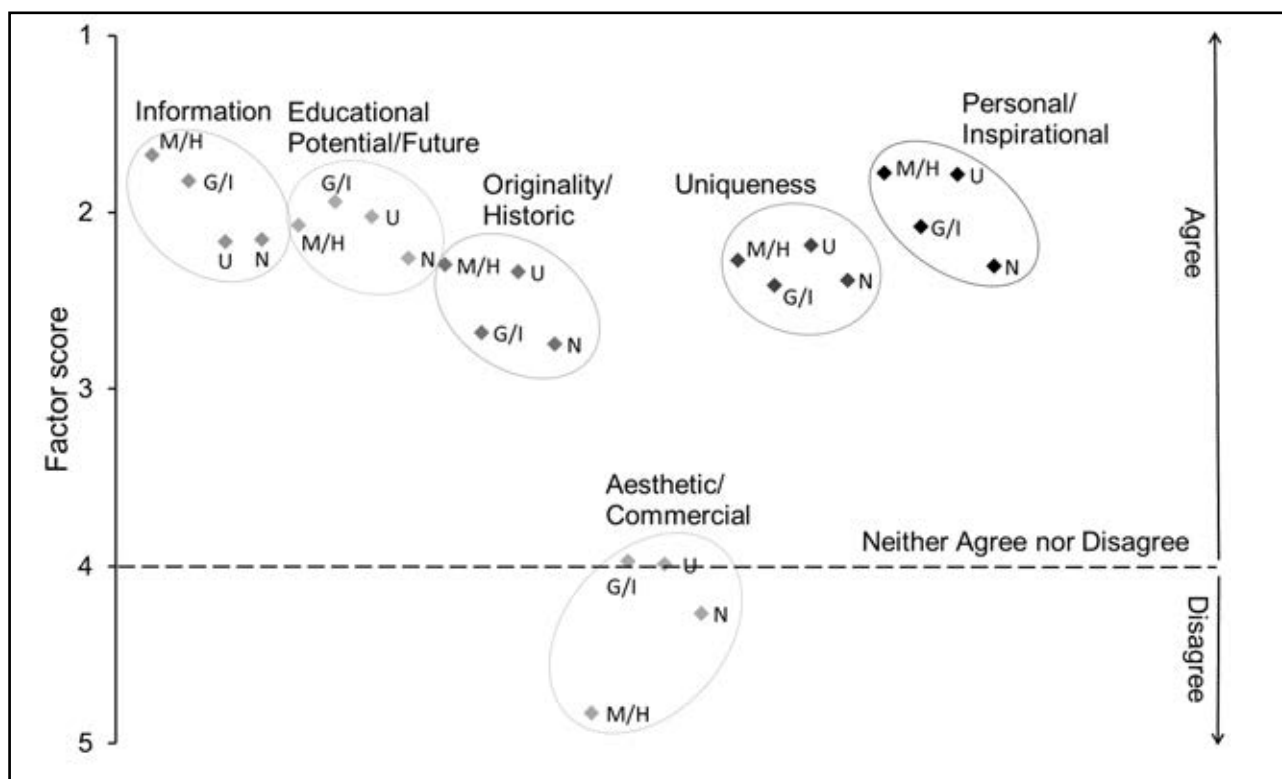 1
Information
Educational
Potential/Future
Personal/
Inspirational
M/H
G/I
U
N
G/I
M/H
U
N
Originality/
Historic
M/H
U
G/I
N
Uniqueness
M/H
U
G/I
N
M/H
U
G/I
N
2
3
Factor score
Aesthetic/
Commercial
4
Neither Agree nor Disagree
G/I
U
N
M/H
5
Agree
Disagree